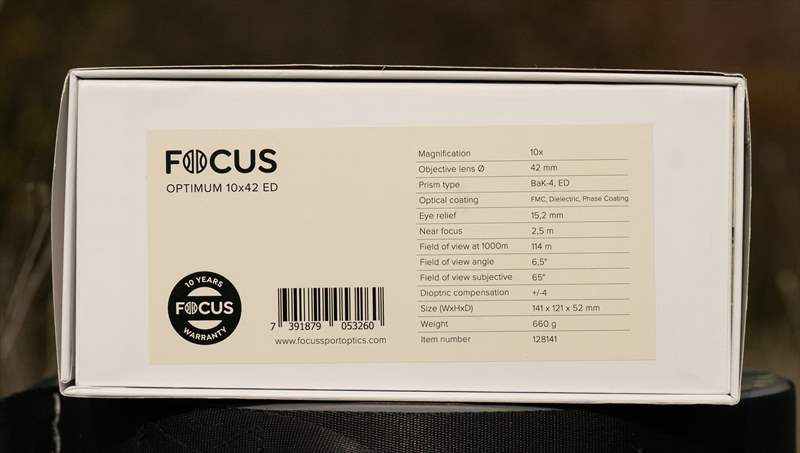 FOCUS
OPTIMUM 10x42 ED
10 YEARS
FOCUS
WARRANTY
7 391879 053260
www.focussportoptics.com
Magnification 10x
Objective lens Ø 42 mm
Prism type BaK-4, ED
Optical coating FMC, Dielectric, Phase Coating
Eye relief 15,2 mm
Near focus 2,5 m
Field of view at 1000m 114 m
Field of view angle 6,5°
Field of view subjective 65°
Dioptric compensation +/-4
Size (WxHxD) 141 x 121 x 52 mm
Weight 660 g
Item number 128141